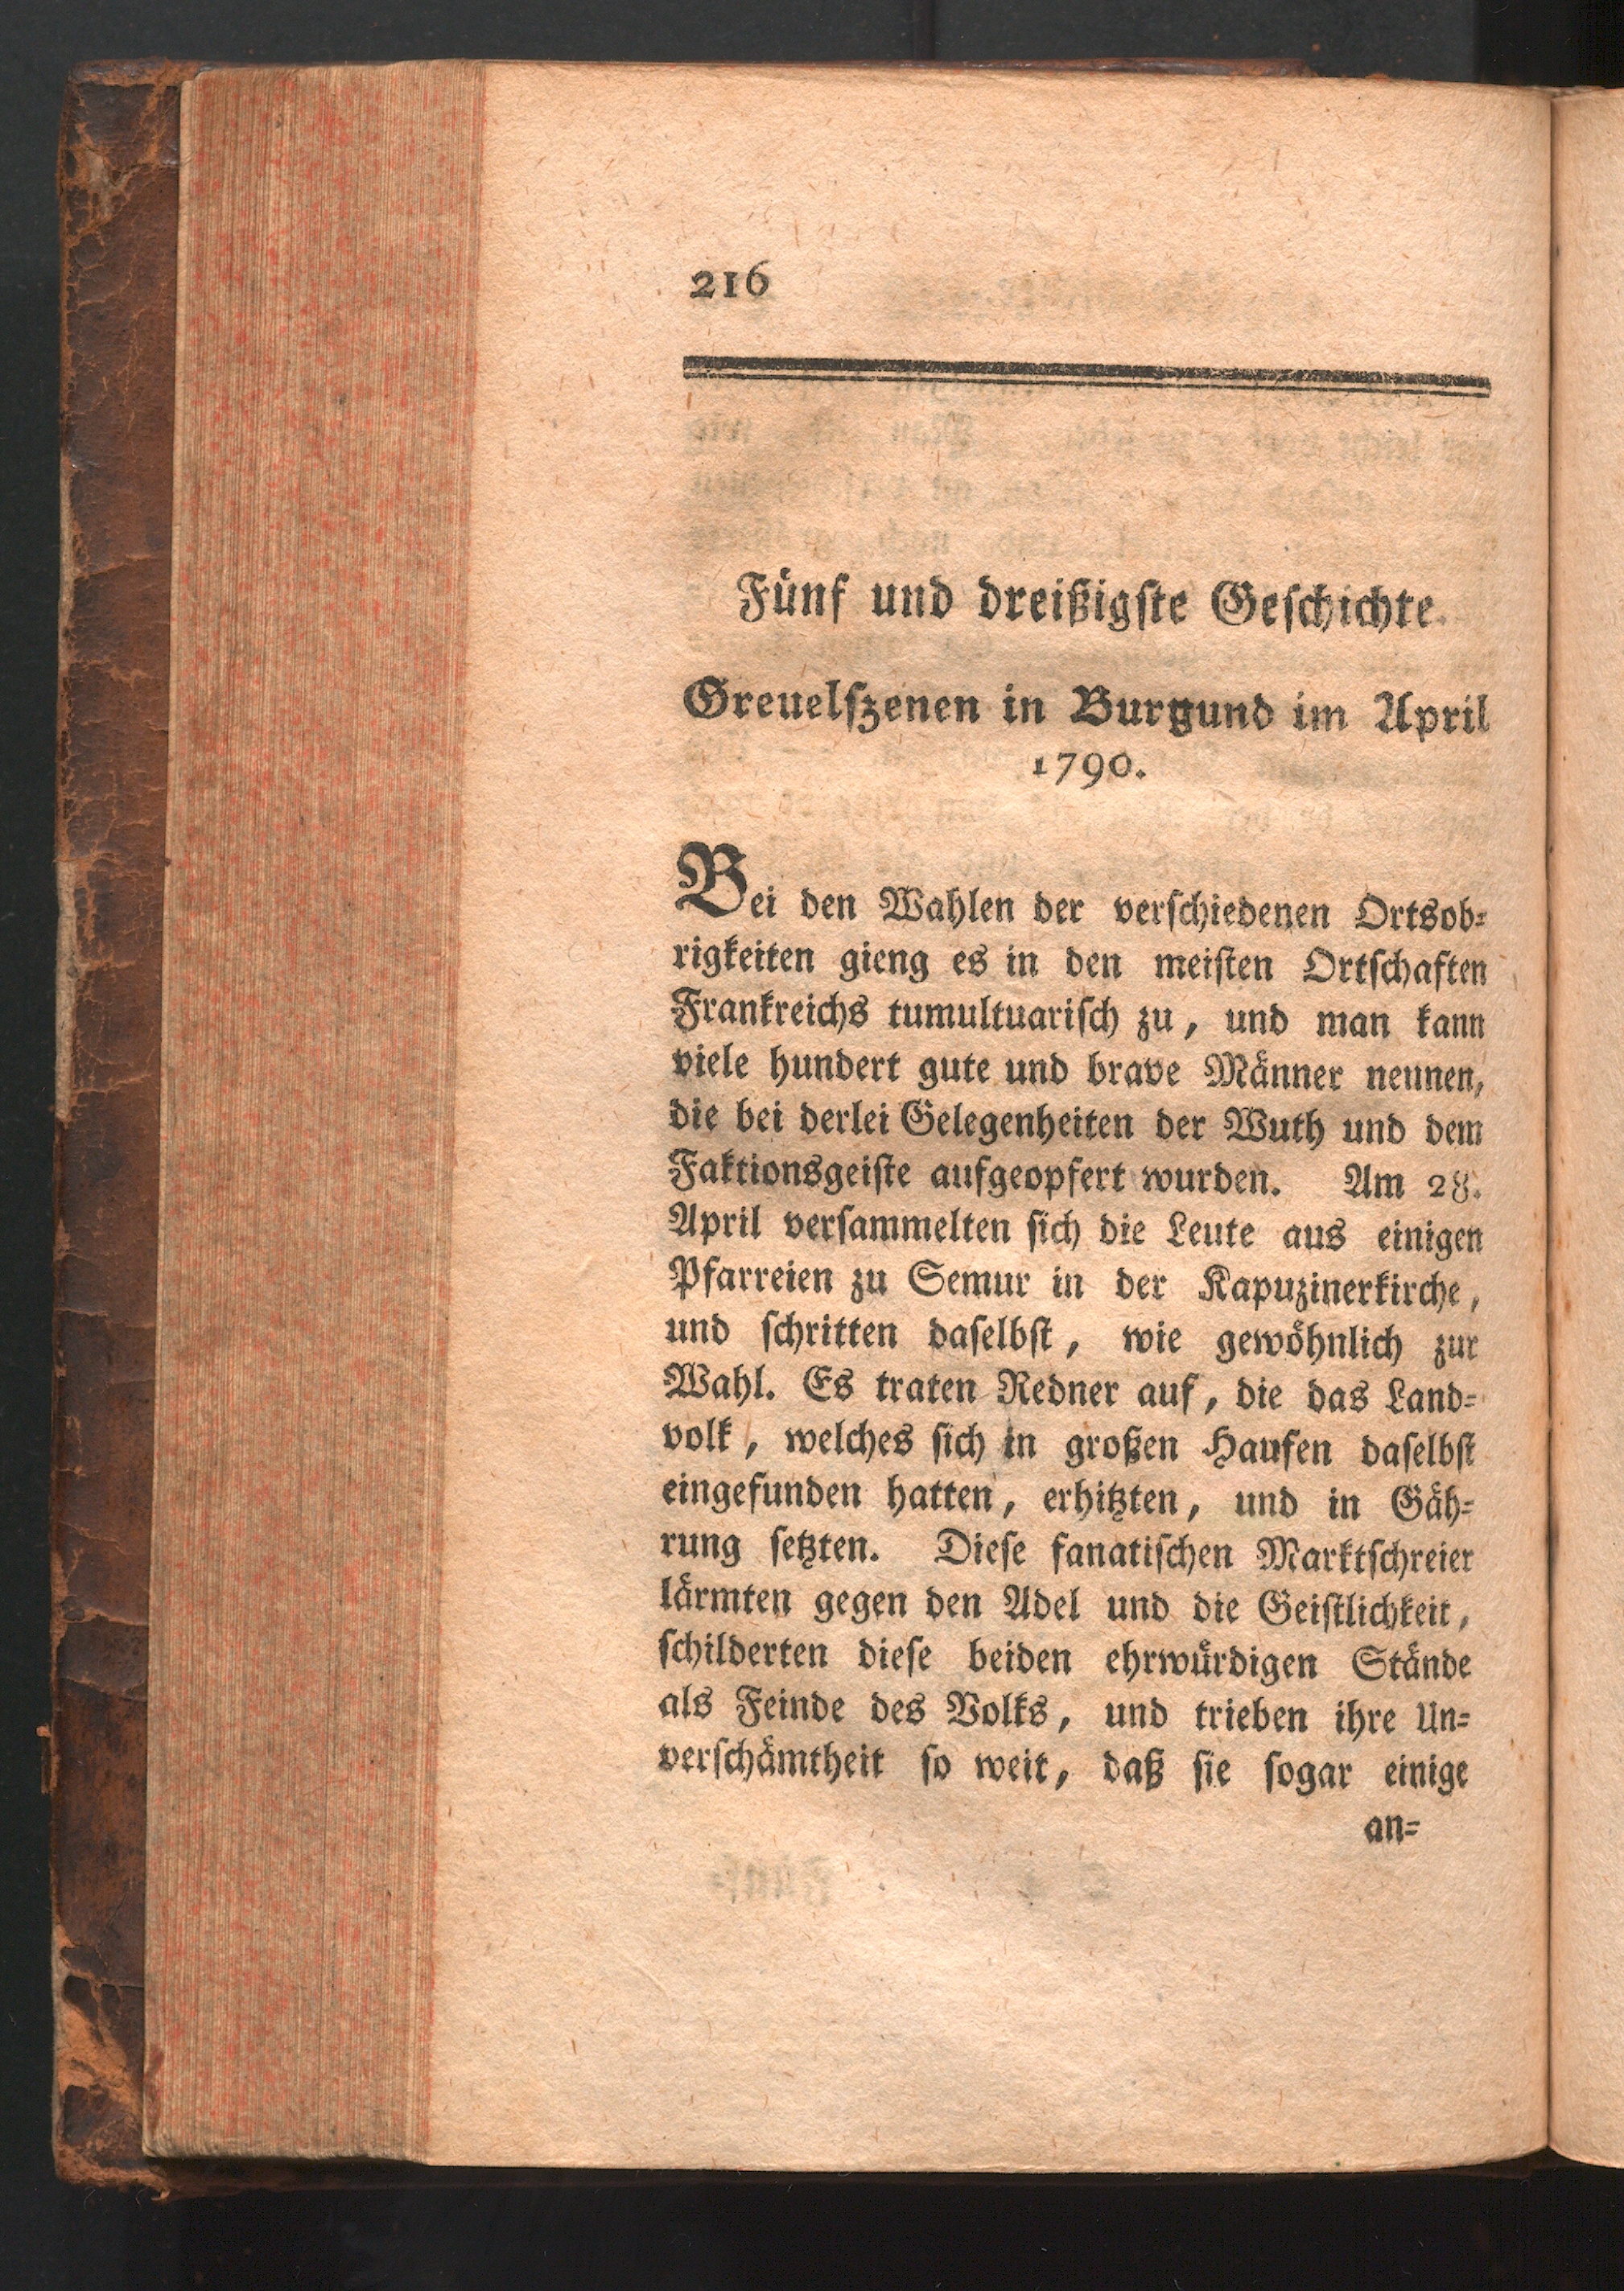 216
Fünf und dreißigste Geschichte.
Greuelszenen in Burgund im April
1790.
Bei den Wahlen der verschiedenen Ortsob-
rigkeiten gieng es in den meisten Ortschaften
Frankreichs tumultuarisch zu, und man kann
viele hundert gute und brave Männer nennen,
die bei derlei Gelegenheiten der Wuth und dem
Faktionsgeiste aufgeopfert wurden. Am 28.
April versammelten sich die Leute aus einigen
Pfarreien zu Semur in der Kapuzinerkirche,
und schritten daselbst, wie gewöhnlich zur
Wahl. Es traten Redner auf, die das Land-
volk, welches sich in großen Haufen daselbst
eingefunden hatten, erhitzten, und in Gäh-
rung setzten. Diese fanatischen Marktschreier
lärmten gegen den Adel und die Geistlichkeit,
schilderten diese beiden ehrwürdigen Stände
als Feinde des Volks, und trieben ihre Un-
verschämtheit so weit, daß sie sogar einige
an-